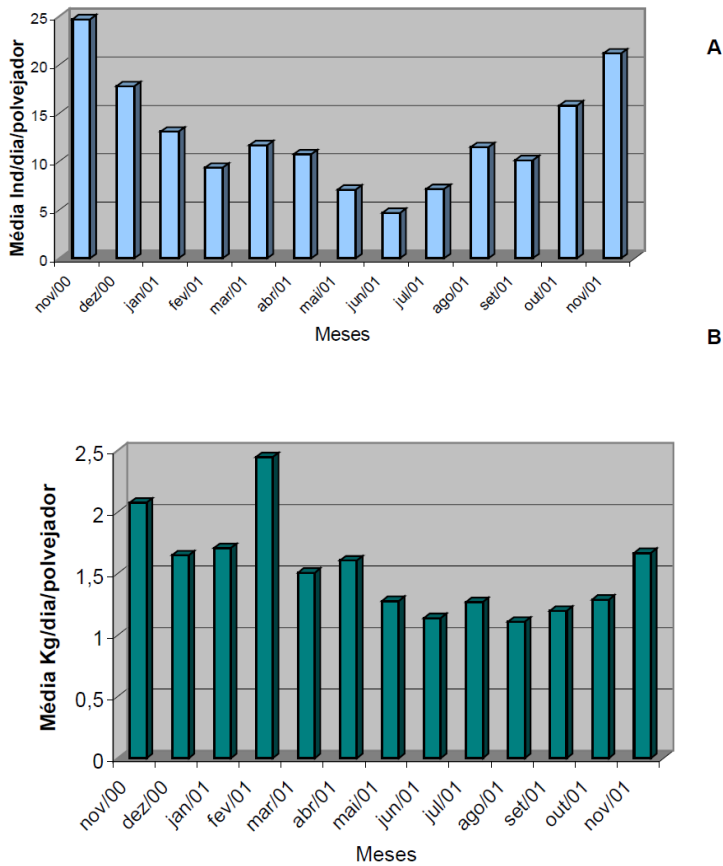 A
Média Ind/dia/polvejador
25
20
15
10
5
0
nov/00
dez/00
jan/01
fev/01
mar/01
abr/01
mai/01
jun/01
jul/01
ago/01
set/01
out/01
nov/01
Meses
B
Média Kg/dia/polvejador
2,5
2
1,5
1
0,5
0
nov/00
dez/00
jan/01
fev/01
mar/01
abr/01
mai/01
jun/01
jul/01
ago/01
set/01
out/01
nov/01
Meses